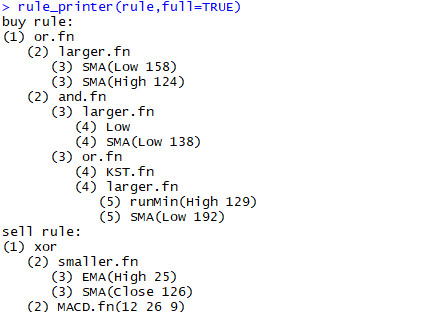 > rule_printer(rule,full=TRUE)
buy rule:
(1) or.fn
(2) larger.fn
(3) SMA(Low 158)
(3) SMA(High 124)
(2) and.fn
(3) larger.fn
(4) Low
(4) SMA(Low 138)
(3) or.fn
(4) KST.fn
(4) larger.fn
(5) runMin(High 129)
(5) SMA(Low 192)
sell rule:
(1) xor
(2) smaller.fn
(3) EMA(High 25)
(3) SMA(Close 126)
(2) MACD.fn(12 26 9)